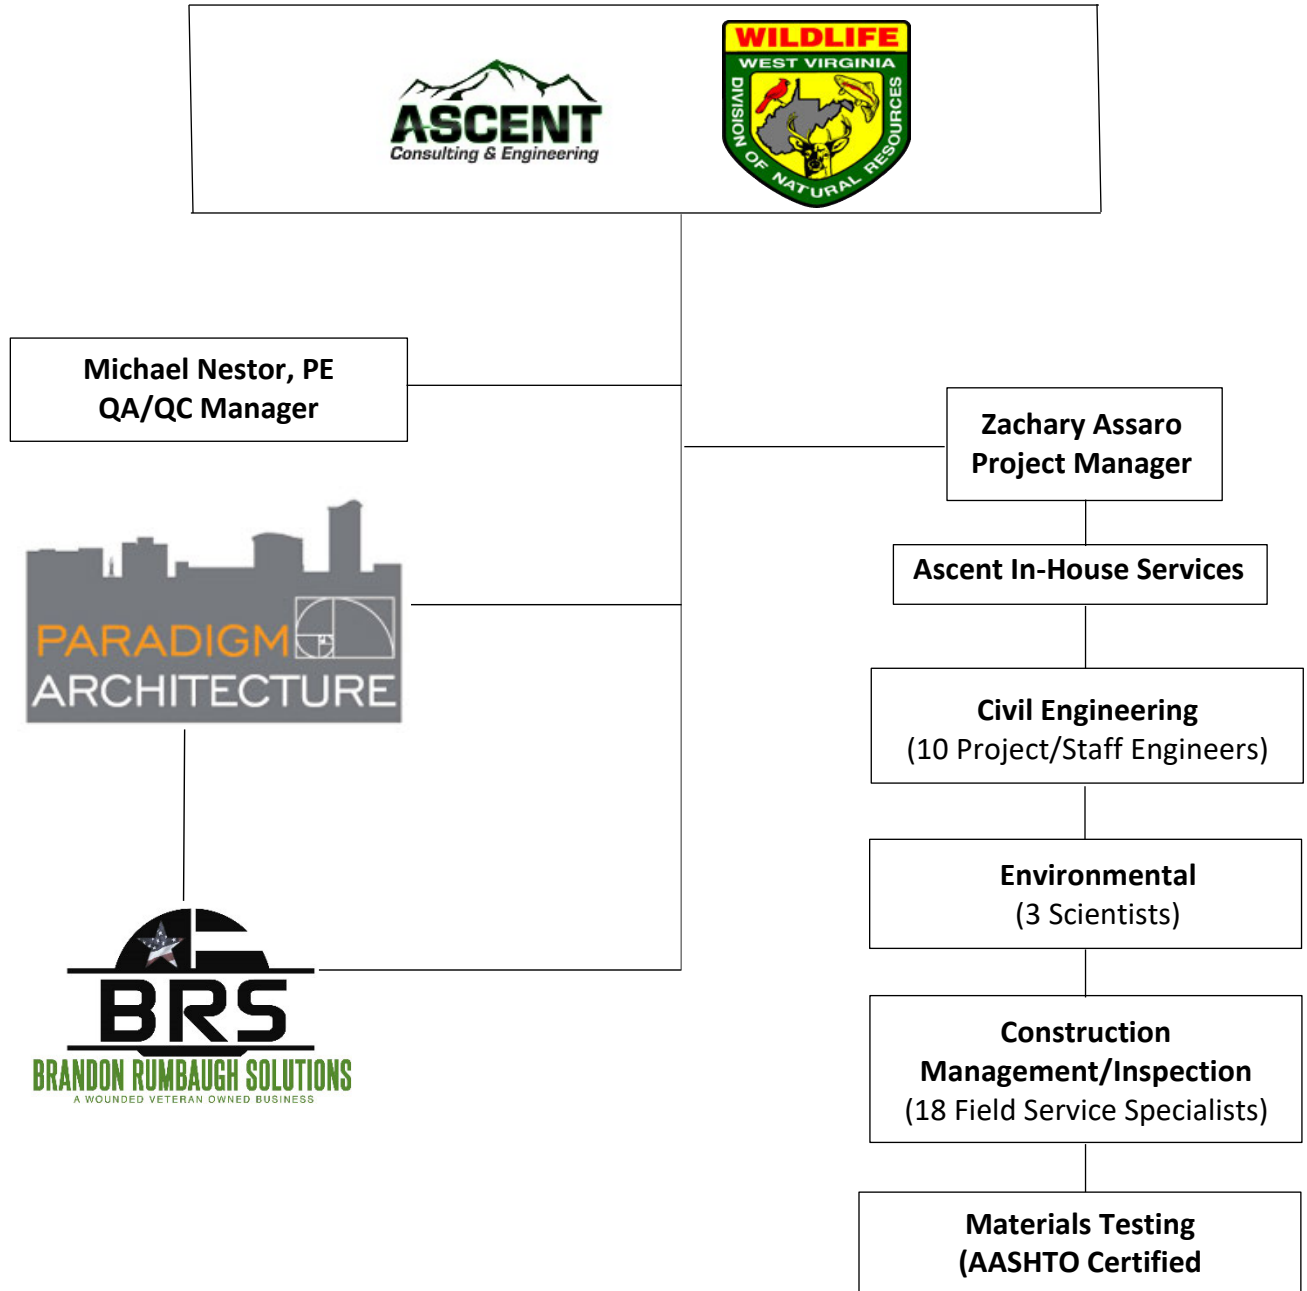 ASCENT
Consulting & Engineering
WILDLIFE
WEST VIRGINIA
DIVISION OF NATURAL RESOURCES
Michael Nestor, PE
QA/QC Manager
Zachary Assaro
Project Manager
Ascent In-House Services
PARADIGM
ARCHITECTURE
Civil Engineering
(10 Project/Staff Engineers)
Environmental
(3 Scientists)
BRS
BRANDON RUMBAUGH SOLUTIONS
A WOUNDED VETERAN OWNED BUSINESS
Construction
Management/Inspection
(18 Field Service Specialists)
Materials Testing
(AASHTO Certified